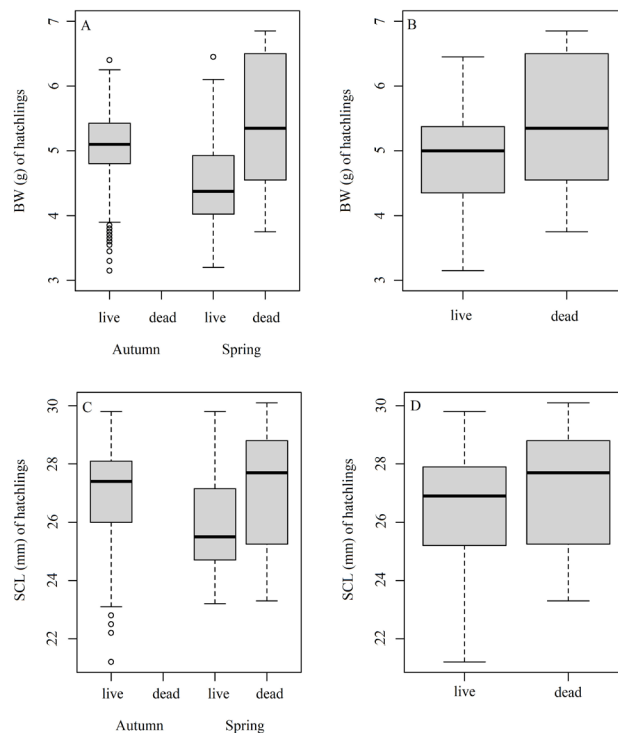 A
BW (g) of hatchlings
7
6
5
4
3
live dead live dead
Autumn Spring
B
BW (g) of hatchlings
7
6
5
4
3
live dead
C
SCL (mm) of hatchlings
30
28
26
24
22
live dead live dead
Autumn Spring
D
SCL (mm) of hatchlings
30
28
26
24
22
live dead